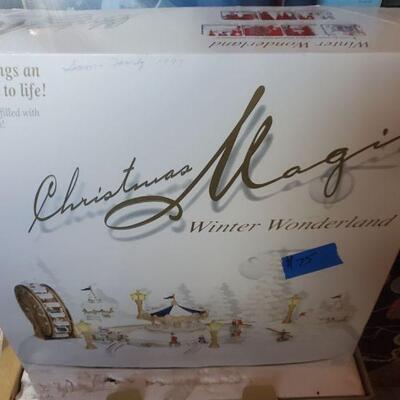 Winter Wonderland
ngs an
to life!
filled with
Christmas Magi
Winter Wonderland